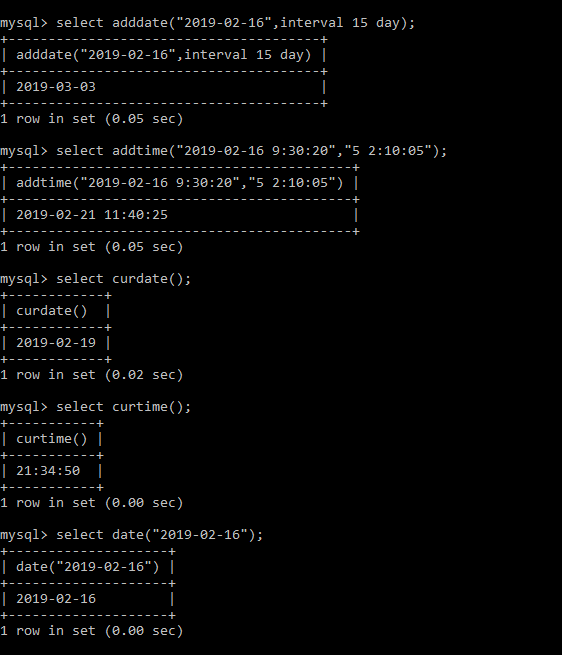 mysql> select adddate("2019-02-16",interval 15 day);
+---------------------------------------+
| adddate("2019-02-16",interval 15 day) |
+---------------------------------------+
| 2019-03-03                            |
+---------------------------------------+
1 row in set (0.05 sec)
mysql> select addtime("2019-02-16 9:30:20","5 2:10:05");
+-------------------------------------------+
| addtime("2019-02-16 9:30:20","5 2:10:05") |
+-------------------------------------------+
| 2019-02-21 11:40:25                       |
+-------------------------------------------+
1 row in set (0.05 sec)
mysql> select curdate();
+------------+
| curdate()  |
+------------+
| 2019-02-19 |
+------------+
1 row in set (0.02 sec)
mysql> select curtime();
+-----------+
| curtime() |
+-----------+
| 21:34:50  |
+-----------+
1 row in set (0.00 sec)
mysql> select date("2019-02-16");
+--------------------+
| date("2019-02-16") |
+--------------------+
| 2019-02-16         |
+--------------------+
1 row in set (0.00 sec)